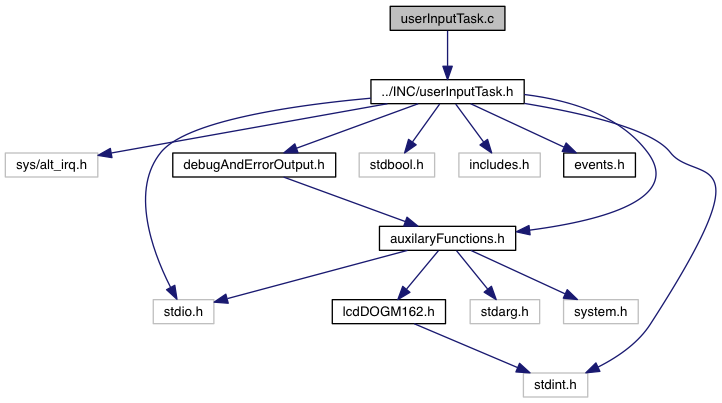 userInputTask.c
../INC/userInputTask.h
sys/alt_irq.h
debugAndErrorOutput.h
stdbool.h
includes.h
events.h
auxilaryFunctions.h
stdio.h
lcdDOGM162.h
stdarg.h
system.h
stdint.h